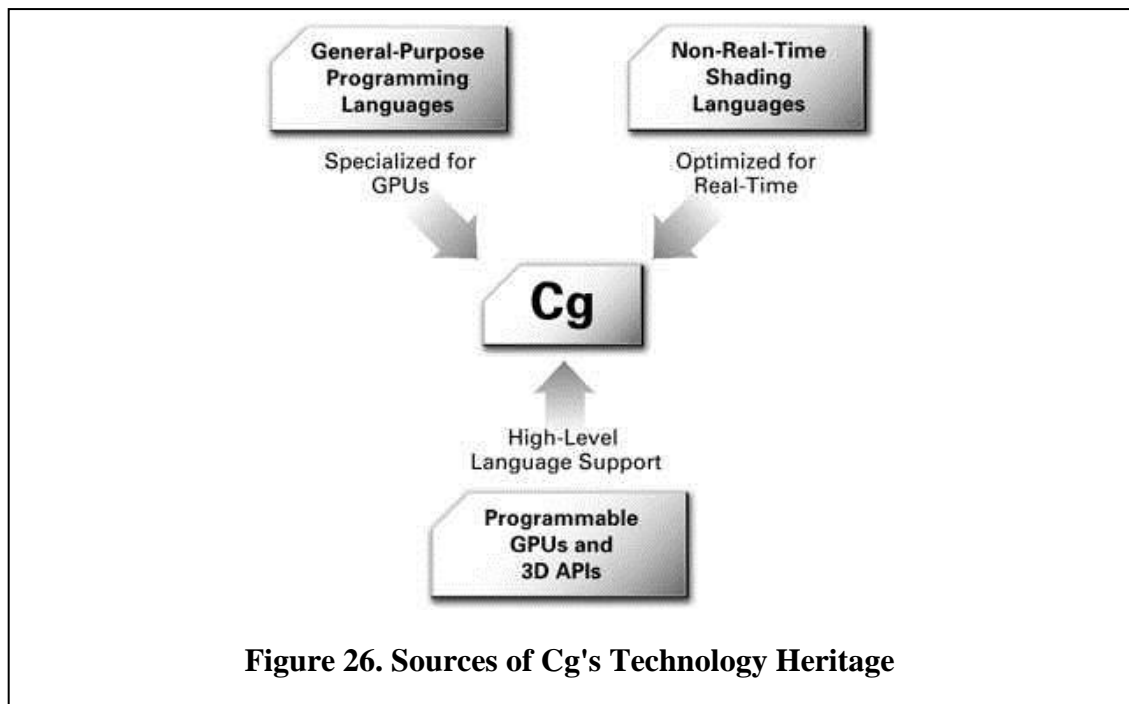 General-Purpose
Programming
Languages
Non-Real-Time
Shading
Languages
Specialized for
GPUs
Optimized for
Real-Time
Cg
High-Level
Language Support
Programmable
GPUs and
3D APIs
Figure 26. Sources of Cg's Technology Heritage